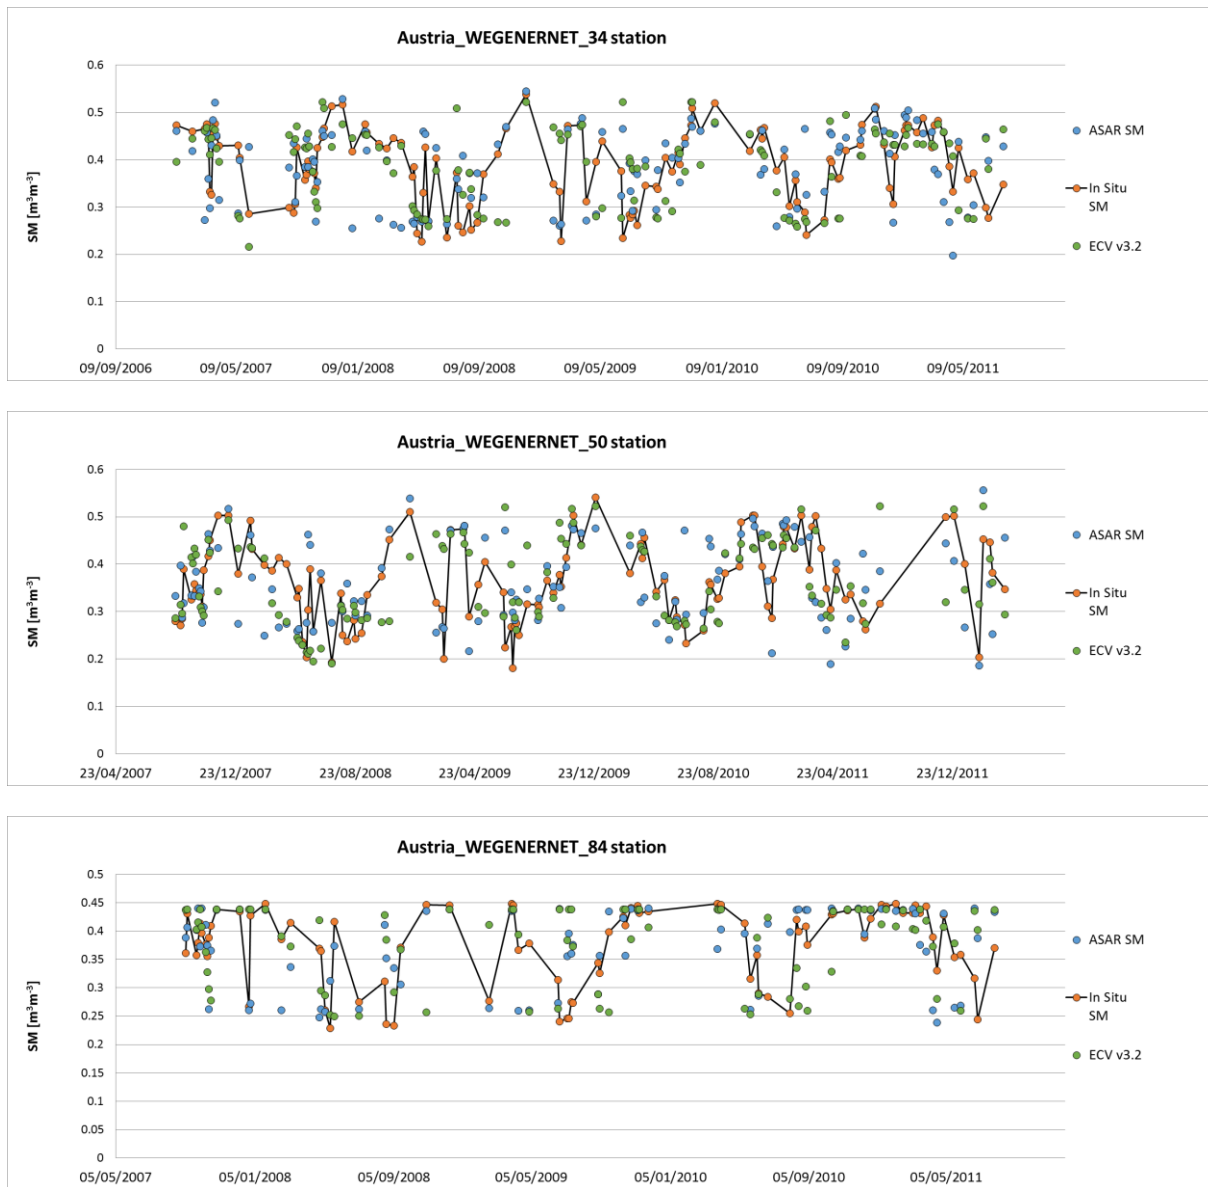 Austria_WEGENERNET_34 station
SM [m³m⁻³]
0.6
0.5
0.4
0.3
0.2
0.1
0
09/09/2006 09/05/2007 09/01/2008 09/09/2008 09/05/2009 09/01/2010 09/09/2010 09/05/2011
ASAR SM
In Situ
SM
ECV v3.2
Austria_WEGENERNET_50 station
SM [m³m⁻³]
0.6
0.5
0.4
0.3
0.2
0.1
0
23/04/2007 23/12/2007 23/08/2008 23/04/2009 23/12/2009 23/08/2010 23/04/2011 23/12/2011
ASAR SM
In Situ
SM
ECV v3.2
Austria_WEGENERNET_84 station
SM [m³m⁻³]
0.5
0.45
0.4
0.35
0.3
0.25
0.2
0.15
0.1
0.05
0
05/05/2007 05/01/2008 05/09/2008 05/05/2009 05/01/2010 05/09/2010 05/05/2011
ASAR SM
In Situ
SM
ECV v3.2